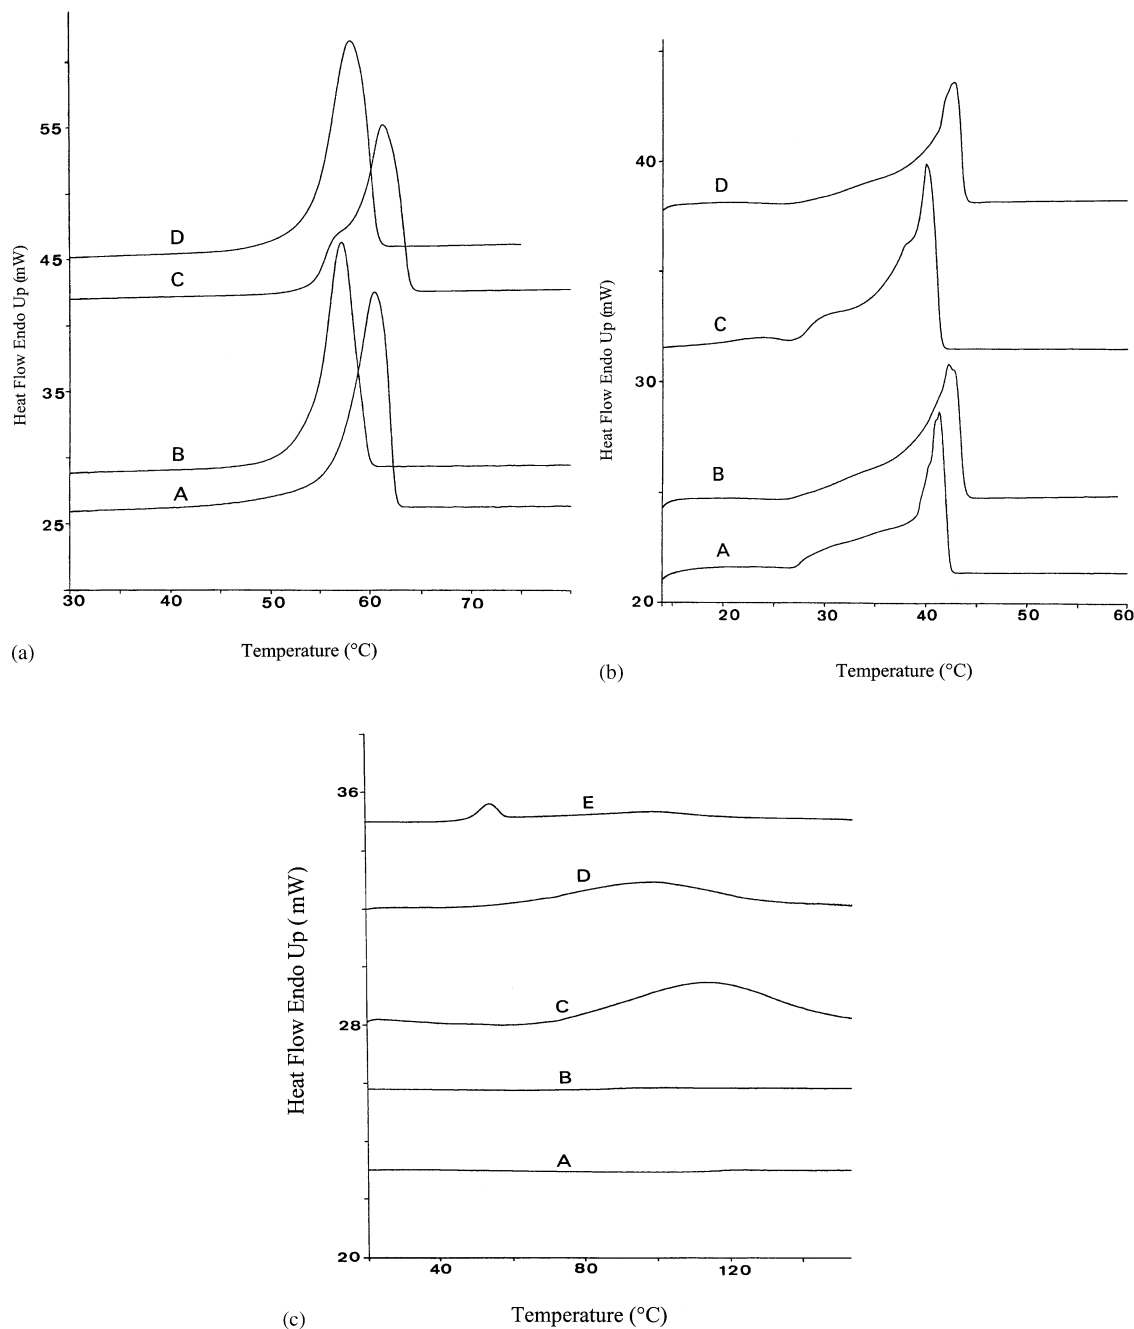 55
45
35
25
Heat Flow Endo Up (mW)
D
C
B
A
30 40 50 60 70
(a)
Temperature (°C)
40
30
20
Heat Flow Endo Up (mW)
D
C
B
A
20 30 40 50 60
(b)
Temperature (°C)
36
28
20
Heat Flow Endo Up ( mW)
E
D
C
B
A
40 80 120
(c)
Temperature (°C)